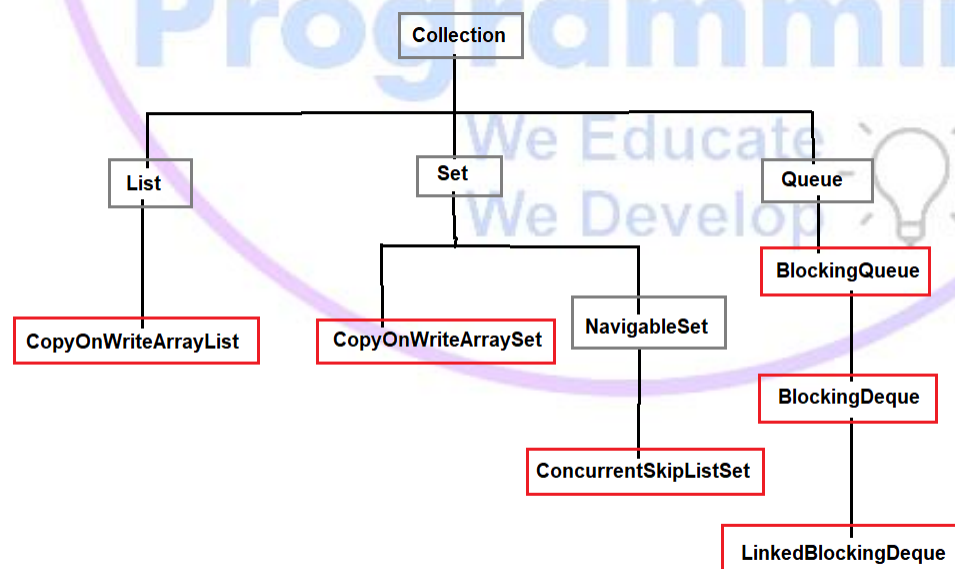 Programmi
Collection
We Educate
We Develop
List
Set
Queue
BlockingQueue
CopyOnWriteArrayList
CopyOnWriteArraySet
NavigableSet
BlockingDeque
ConcurrentSkipListSet
LinkedBlockingDeque